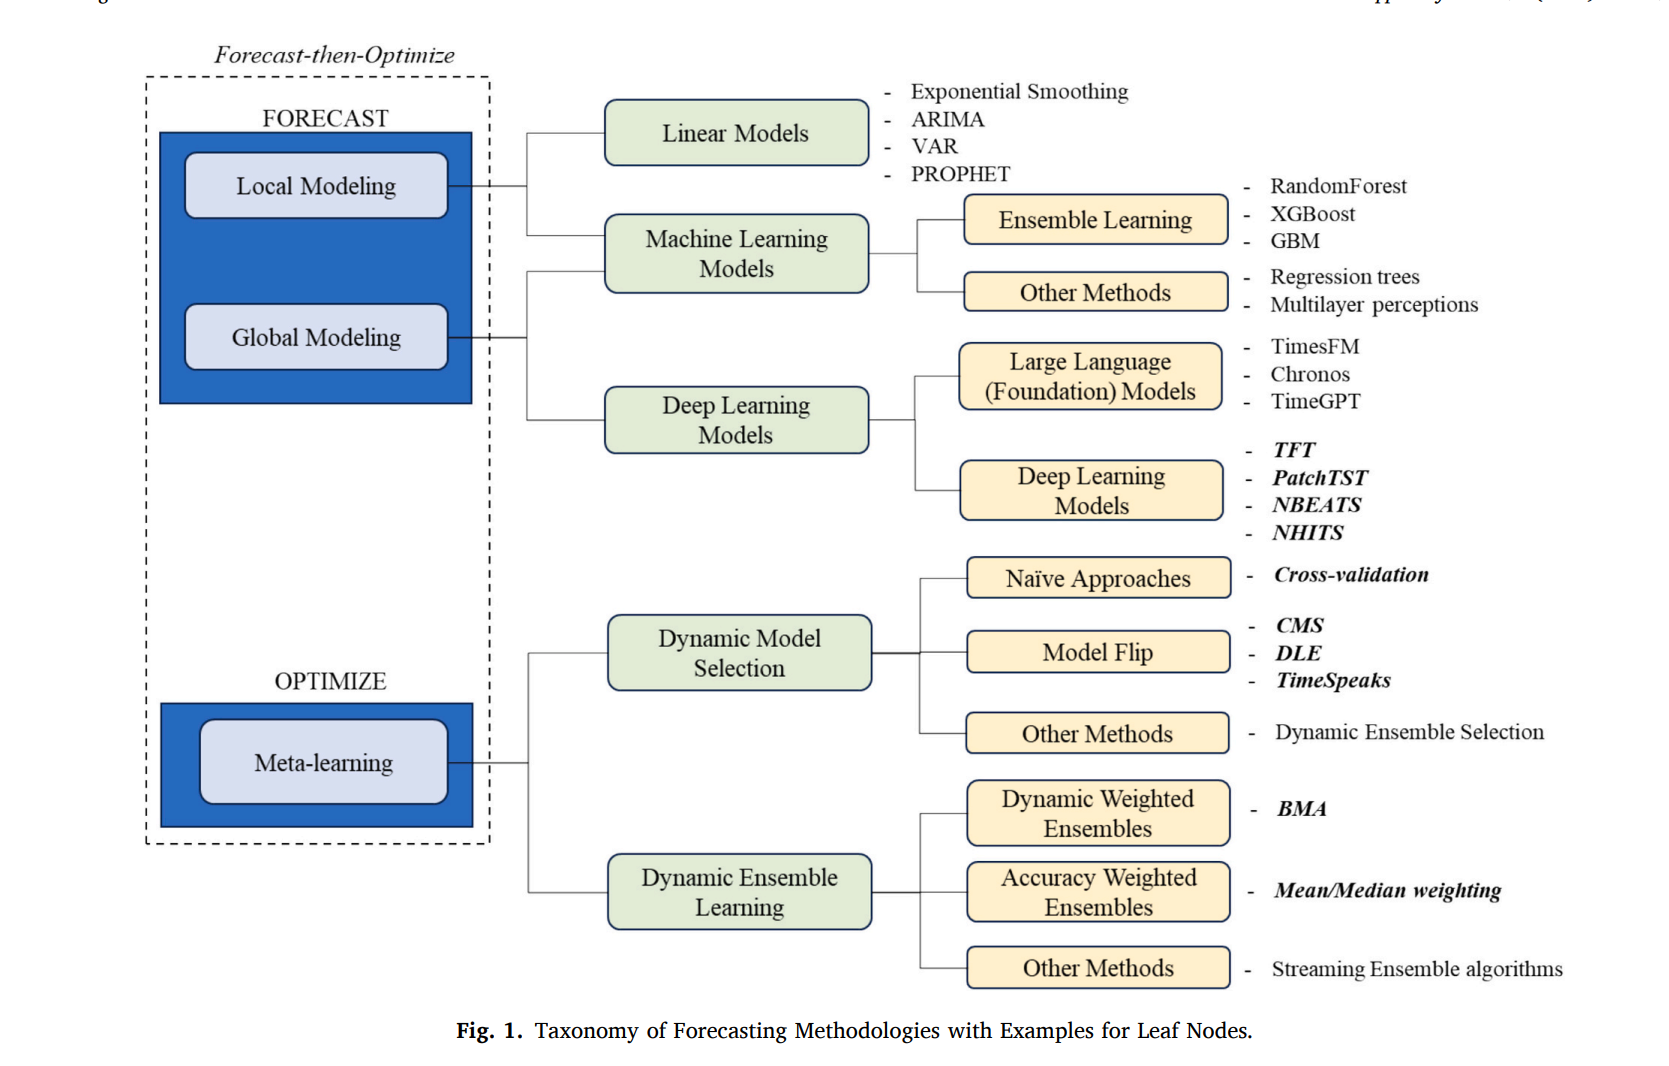 Forecast-then-Optimize
FORECAST
Local Modeling
Global Modeling
OPTIMIZE
Meta-learning
Linear Models
- Exponential Smoothing
- ARIMA
- VAR
- PROPHET
Machine Learning
Models
Ensemble Learning
- RandomForest
- XGBoost
- GBM
Other Methods
- Regression trees
- Multilayer perceptions
Deep Learning
Models
Large Language
(Foundation) Models
- TimesFM
- Chronos
- TimeGPT
Deep Learning
Models
- TFT
- PatchTST
- NBEATS
- NHITS
Dynamic Model
Selection
Naïve Approaches
- Cross-validation
Model Flip
- CMS
- DLE
- TimeSpeaks
Other Methods
- Dynamic Ensemble Selection
Dynamic Ensemble
Learning
Dynamic Weighted
Ensembles
- BMA
Accuracy Weighted
Ensembles
- Mean/Median weighting
Other Methods
- Streaming Ensemble algorithms
Fig. 1. Taxonomy of Forecasting Methodologies with Examples for Leaf Nodes.